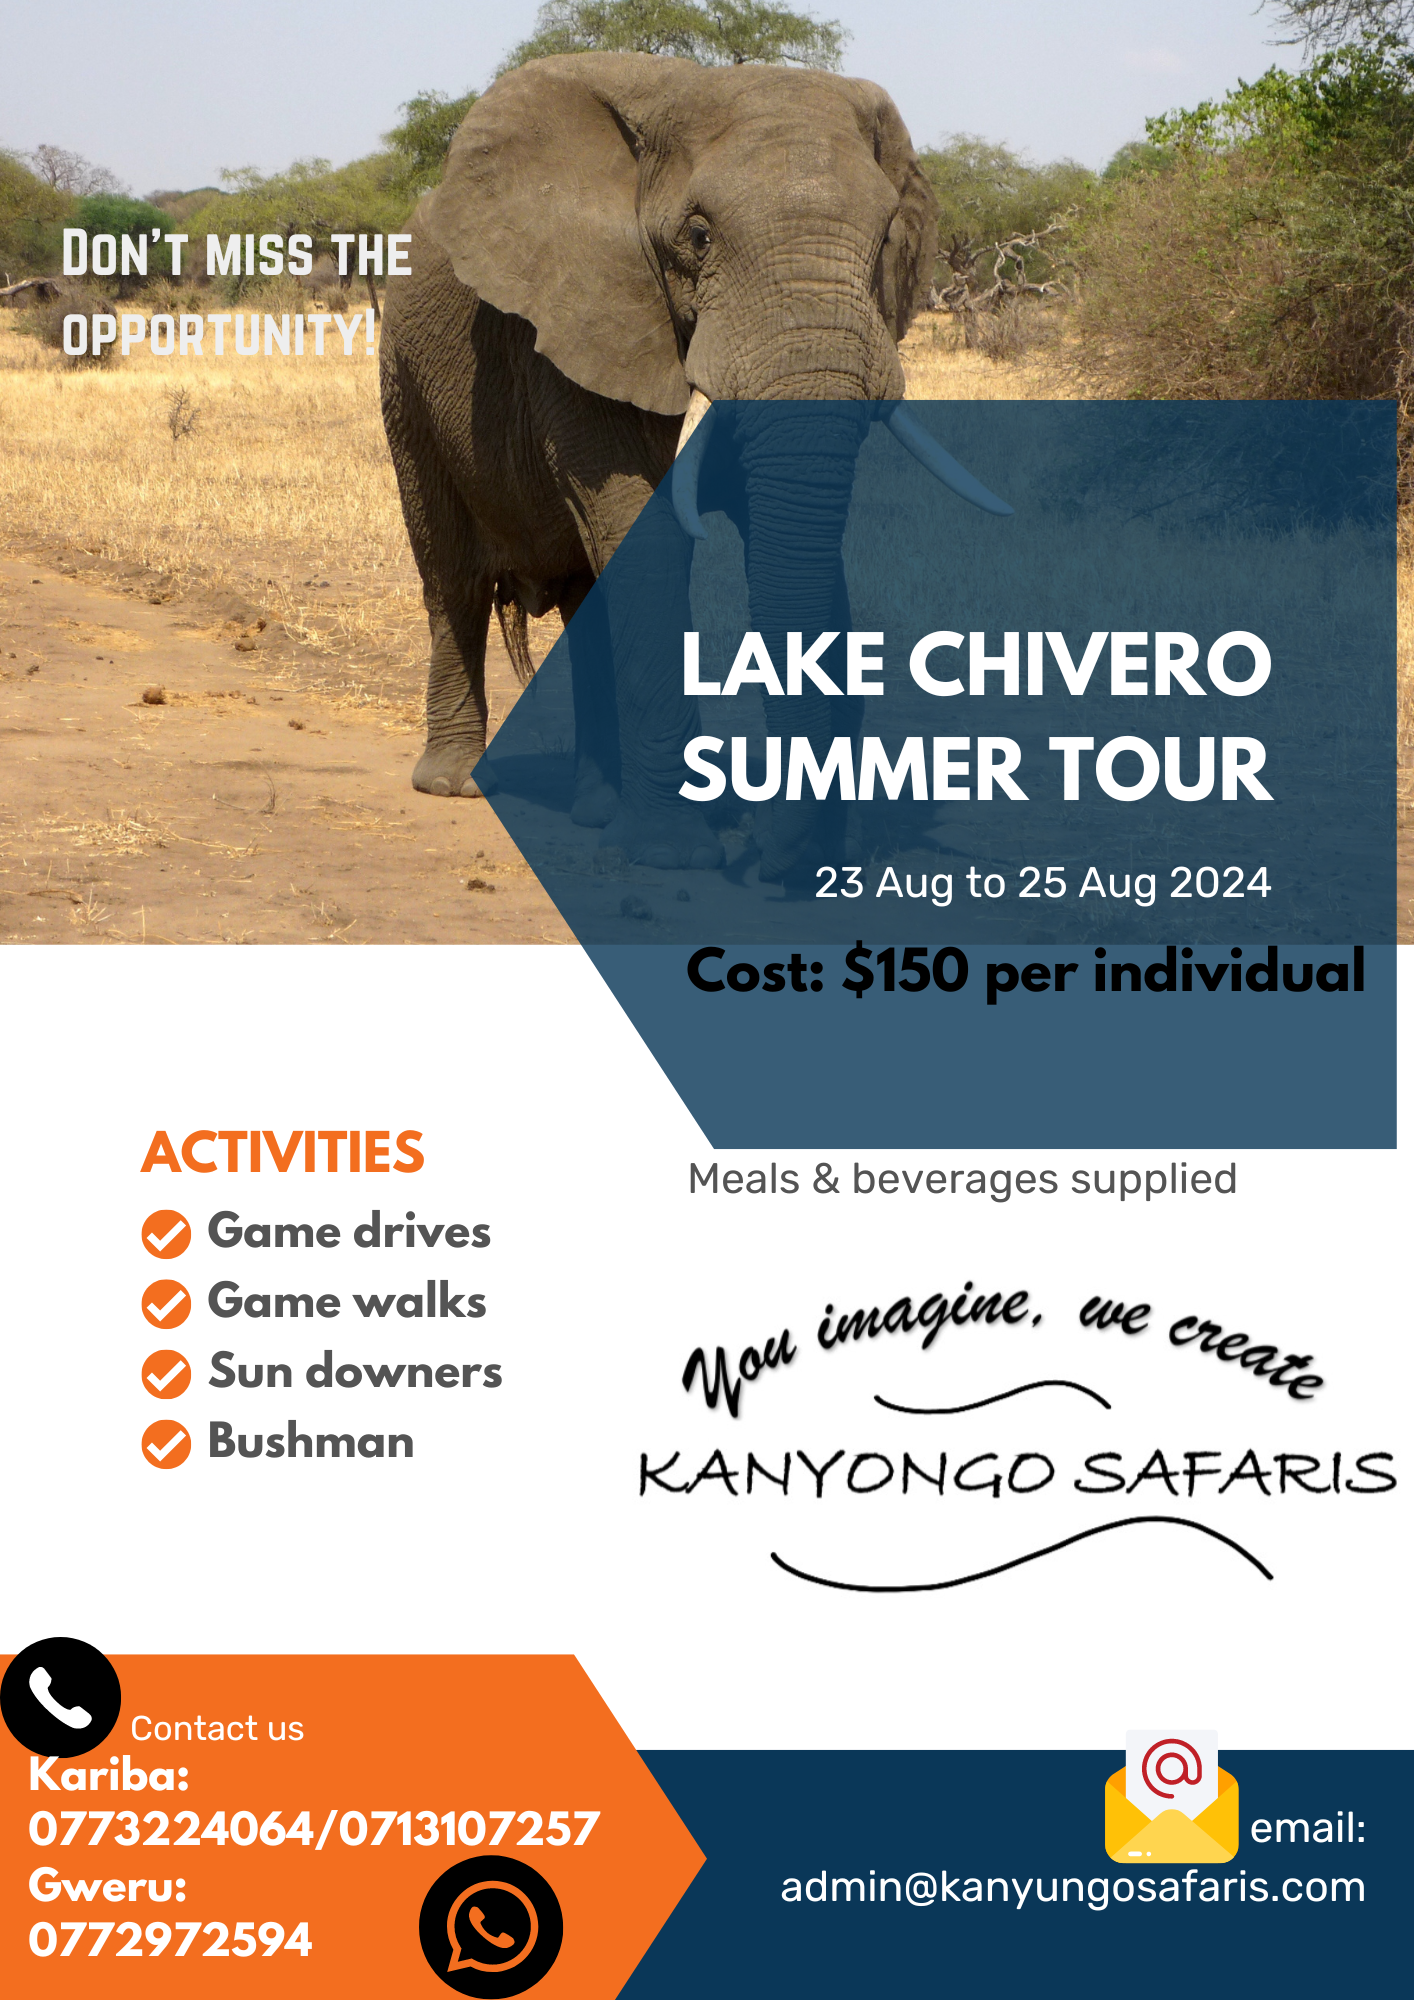 Don't miss the
opportunity!
LAKE CHIVERO
SUMMER TOUR
23 Aug to 25 Aug 2024
Cost: $150 per individual
ACTIVITIES
Game drives
Game walks
Sun downers
Bushman
Meals & beverages supplied
You imagine, we create
KANYONGO SAFARIS
Contact us
Kariba:
0773224064/0713107257
Gweru:
0772972594
email:
admin@kanyungosafaris.com